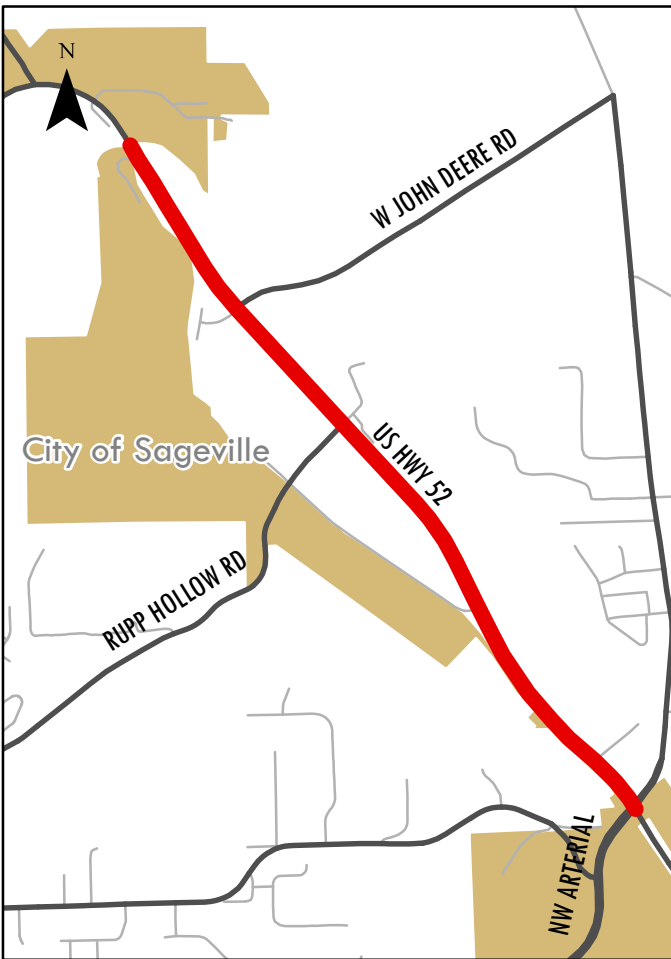 N
W JOHN DEERE RD
US HWY 52
City of Sageville
RUPP HOLLOW RD
NW ARTERIAL